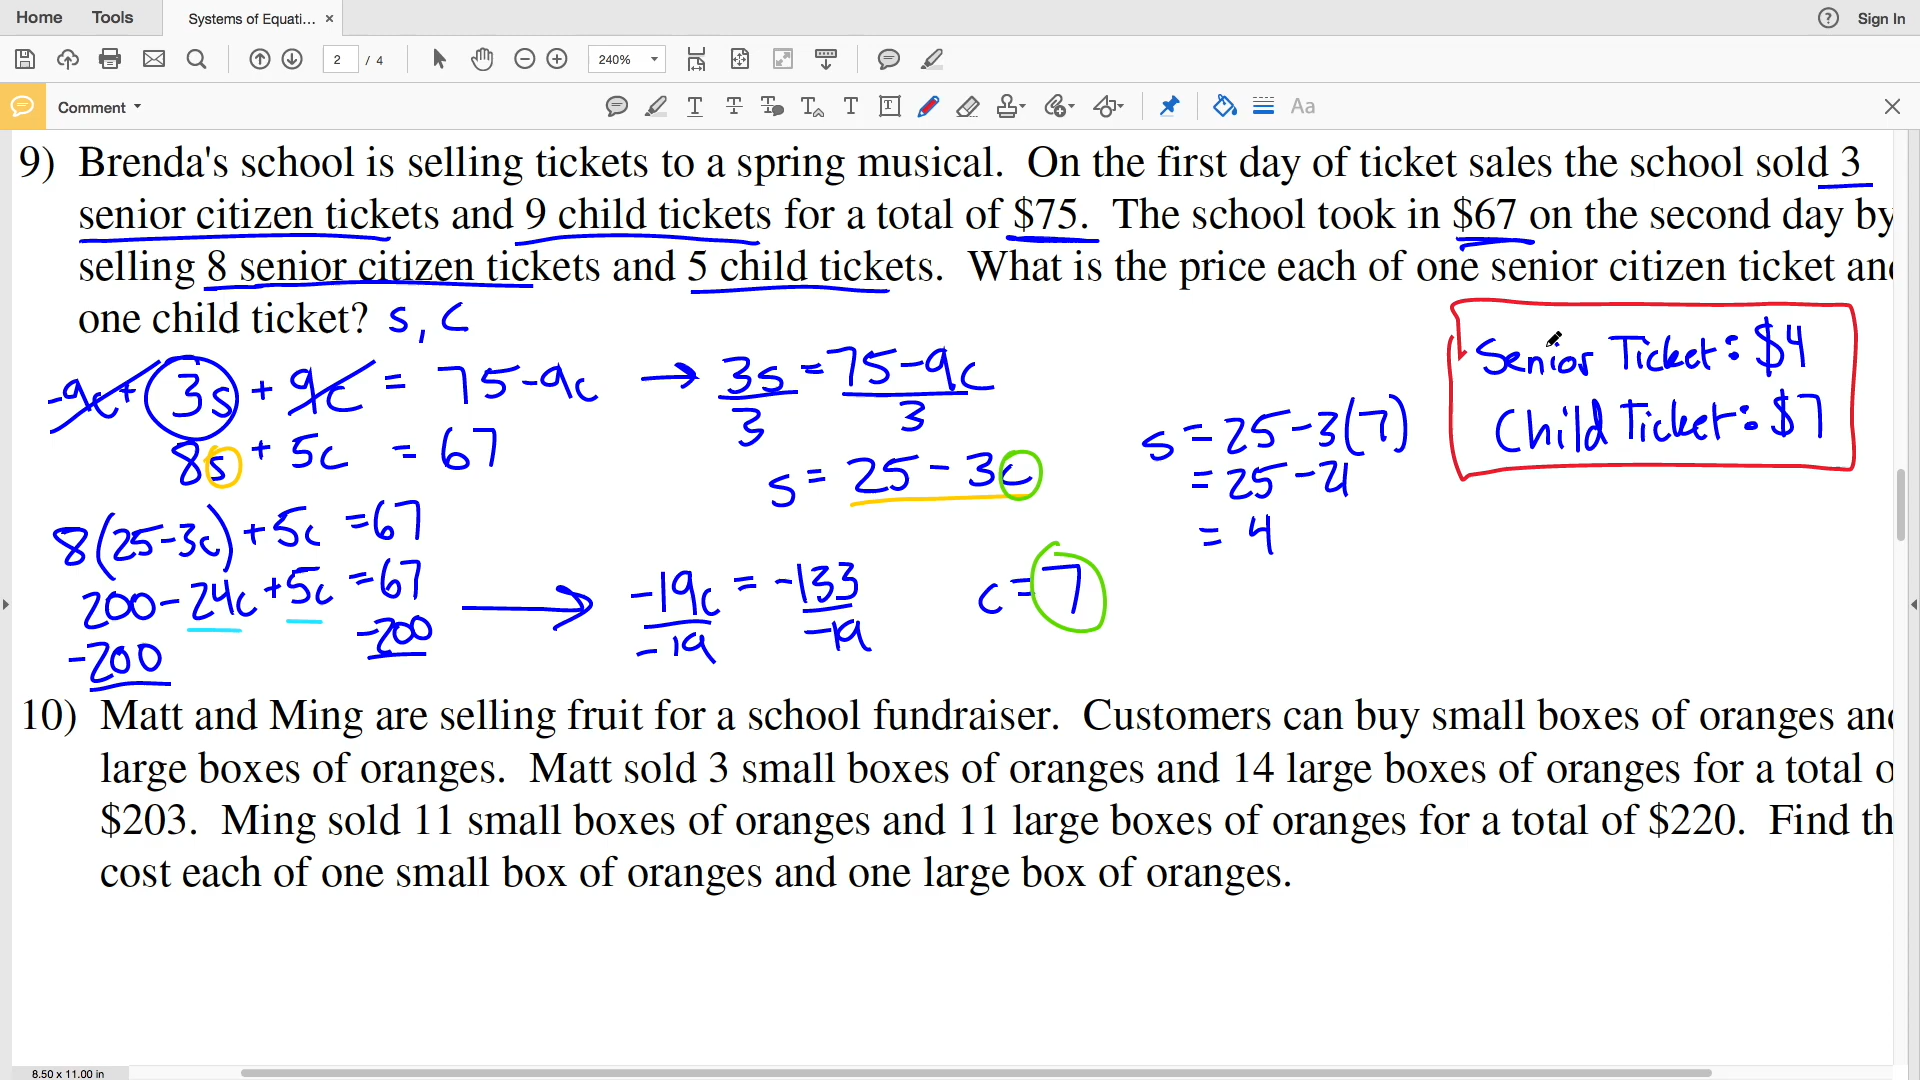 Home Tools Systems of Equati... × Sign In
2 / 4 240%
Comment Aa
9) Brenda's school is selling tickets to a spring musical. On the first day of ticket sales the school sold 3
senior citizen tickets and 9 child tickets for a total of $75. The school took in $67 on the second day by
selling 8 senior citizen tickets and 5 child tickets. What is the price each of one senior citizen ticket an
one child ticket? s, c
-9c+ 3s + 9c = 75-9c → 3s = 75-9c
3 3
8s + 5c = 67
s = 25 - 3c
8(25-3c) + 5c = 67
200 - 24c + 5c = 67
-200 -200
-19c = -133
-19 -19
c = 7
s = 25 - 3(7)
= 25 - 21
= 4
Senior Ticket: $4
Child Ticket: $7
10) Matt and Ming are selling fruit for a school fundraiser. Customers can buy small boxes of oranges an
large boxes of oranges. Matt sold 3 small boxes of oranges and 14 large boxes of oranges for a total o
$203. Ming sold 11 small boxes of oranges and 11 large boxes of oranges for a total of $220. Find th
cost each of one small box of oranges and one large box of oranges.
8.50 x 11.00 in